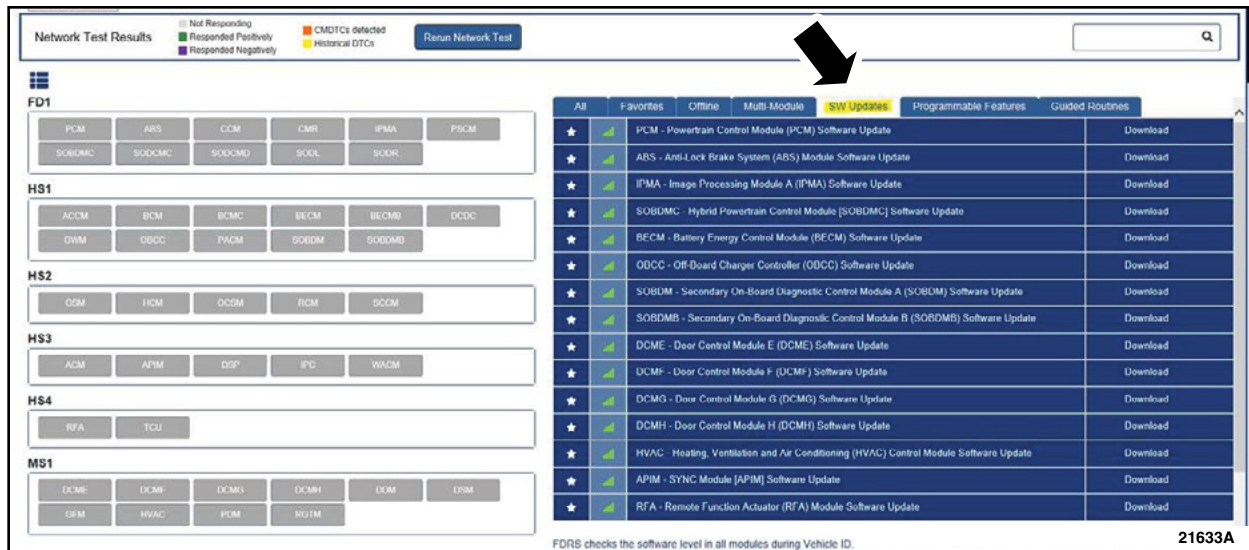 Network Test Results
Not Responding
Responded Positively
Responded Negatively
CMDTCs detected
Historical DTCs
Rerun Network Test
FD1
PCM ABS CCM CMR IPMA PSCM
SOBDMC SODCMC SODCMD SODL SODR
HS1
ACCM BCM BCMC BECM BECMB DCDC
GWM OBCC PACM SOBDM SOBDMB
HS2
GSM HCM OCSM RCM SCCM
HS3
ACM APIM DSP IPC WACM
HS4
RFA TCU
MS1
DCME DCMF DCMG DCMH DDM DSM
GFM HVAC PDM RGTM
All Favorites Offline Multi-Module SW Updates Programmable Features Guided Routines
PCM - Powertrain Control Module (PCM) Software Update Download
ABS - Anti-Lock Brake System (ABS) Module Software Update Download
IPMA - Image Processing Module A (IPMA) Software Update Download
SOBDMC - Hybrid Powertrain Control Module [SOBDMC] Software Update Download
BECM - Battery Energy Control Module (BECM) Software Update Download
OBCC - Off-Board Charger Controller (OBCC) Software Update Download
SOBDM - Secondary On-Board Diagnostic Control Module A (SOBDM) Software Update Download
SOBDMB - Secondary On-Board Diagnostic Control Module B (SOBDMB) Software Update Download
DCME - Door Control Module E (DCME) Software Update Download
DCMF - Door Control Module F (DCMF) Software Update Download
DCMG - Door Control Module G (DCMG) Software Update Download
DCMH - Door Control Module H (DCMH) Software Update Download
HVAC - Heating, Ventilation and Air Conditioning (HVAC) Control Module Software Update Download
APIM - SYNC Module [APIM] Software Update Download
RFA - Remote Function Actuator (RFA) Module Software Update Download
FDRS checks the software level in all modules during Vehicle ID.
21633A